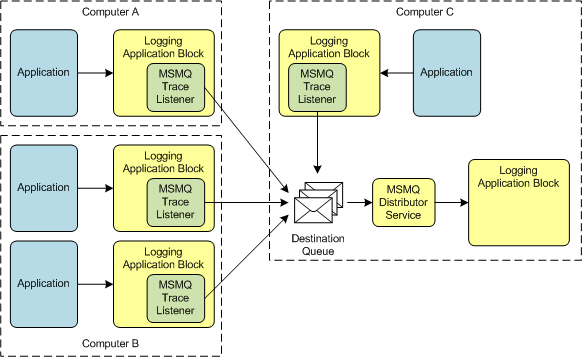 Computer A
Application
Logging
Application Block
MSMQ
Trace
Listener
Application
Logging
Application Block
MSMQ
Trace
Listener
Application
Logging
Application Block
MSMQ
Trace
Listener
Computer B
Computer C
Logging
Application Block
MSMQ
Trace
Listener
Application
Destination
Queue
MSMQ
Distributor
Service
Logging
Application Block